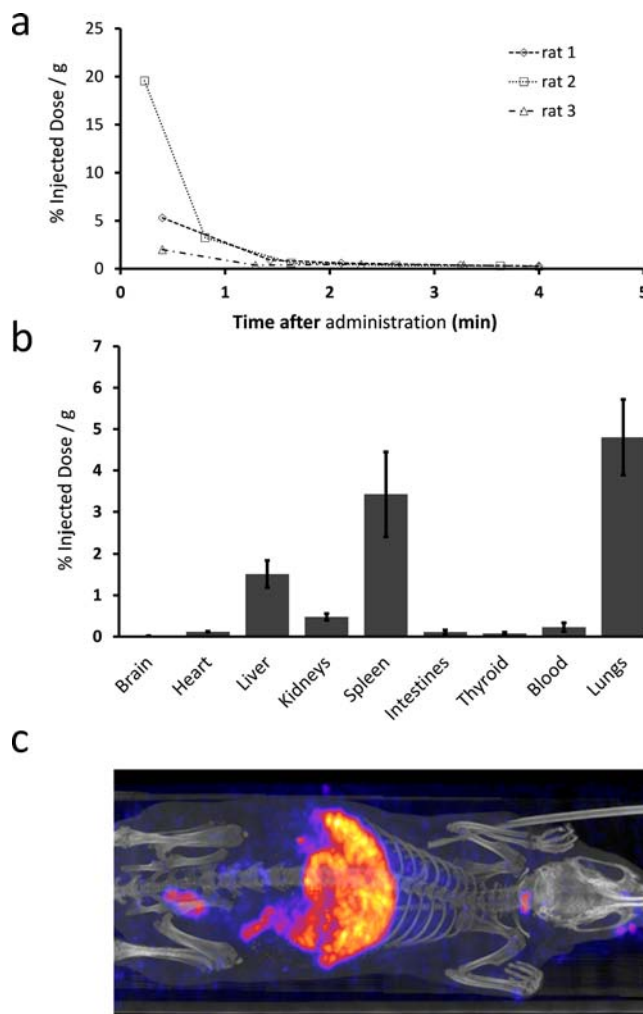 a
% Injected Dose / g
25
20
15
10
5
0
0 1 2 3 4 5
rat 1
rat 2
rat 3
Time after administration (min)
b
% Injected Dose / g
7
6
5
4
3
2
1
0
Brain Heart Liver Kidneys Spleen Intestines Thyroid Blood Lungs
c